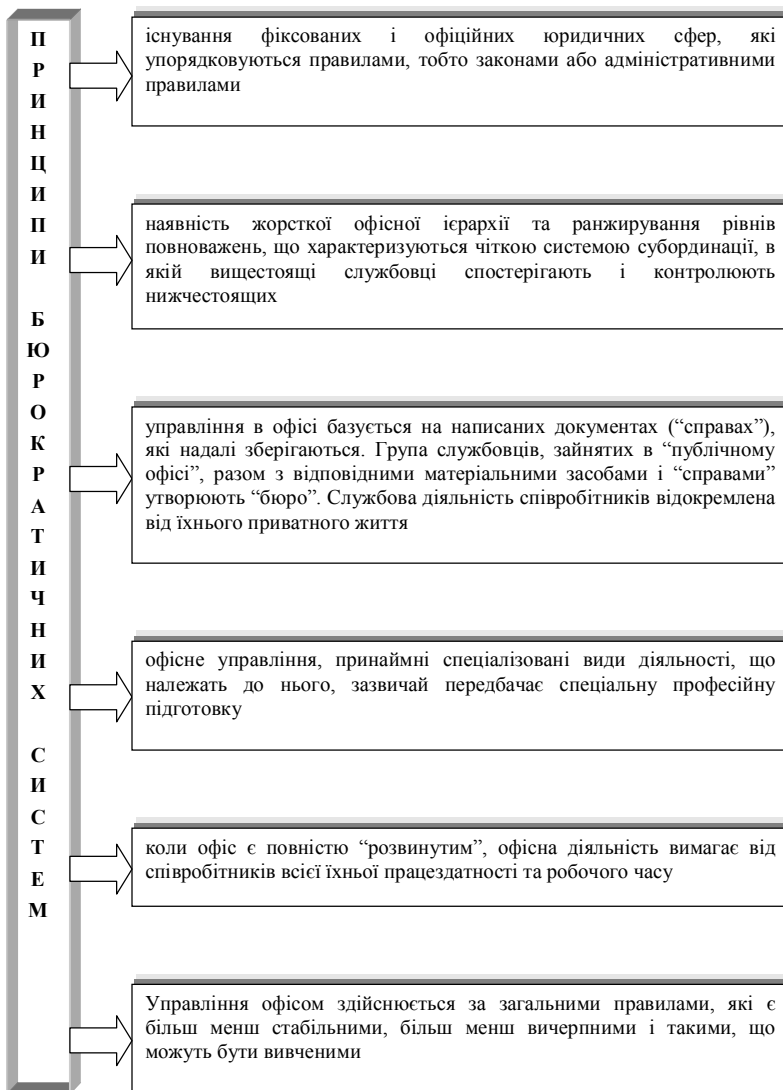 ПРИНЦИПИ БЮРОКРАТИЧНИХ СИСТЕМ
існування фіксованих і офіційних юридичних сфер, які
упорядковуються правилами, тобто законами або адміністративними
правилами
наявність жорсткої офісної ієрархії та ранжирування рівнів
повноважень, що характеризуються чіткою системою субординації, в
якій вищестоящі службовці спостерігають і контролюють
нижчестоящих
управління в офісі базується на написаних документах (“справах”),
які надалі зберігаються. Група службовців, зайнятих в “публічному
офісі”, разом з відповідними матеріальними засобами і “справами”
утворюють “бюро”. Службова діяльність співробітників відокремлена
від їхнього приватного життя
офісне управління, принаймні спеціалізовані види діяльності, що
належать до нього, зазвичай передбачає спеціальну професійну
підготовку
коли офіс є повністю “розвинутим”, офісна діяльність вимагає від
співробітників всієї їхньої працездатності та робочого часу
Управління офісом здійснюється за загальними правилами, які є
більш менш стабільними, більш менш вичерпними і такими, що
можуть бути вивченими